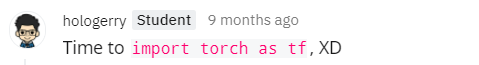 hologerry Student 9 months ago
Time to import torch as tf, XD